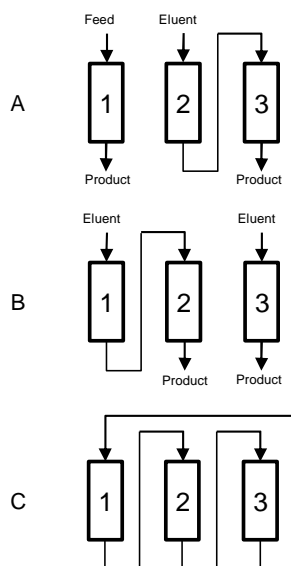 Feed Eluent
A 1 2 3
Product Product
Eluent Eluent
B 1 2 3
Product Product
C 1 2 3